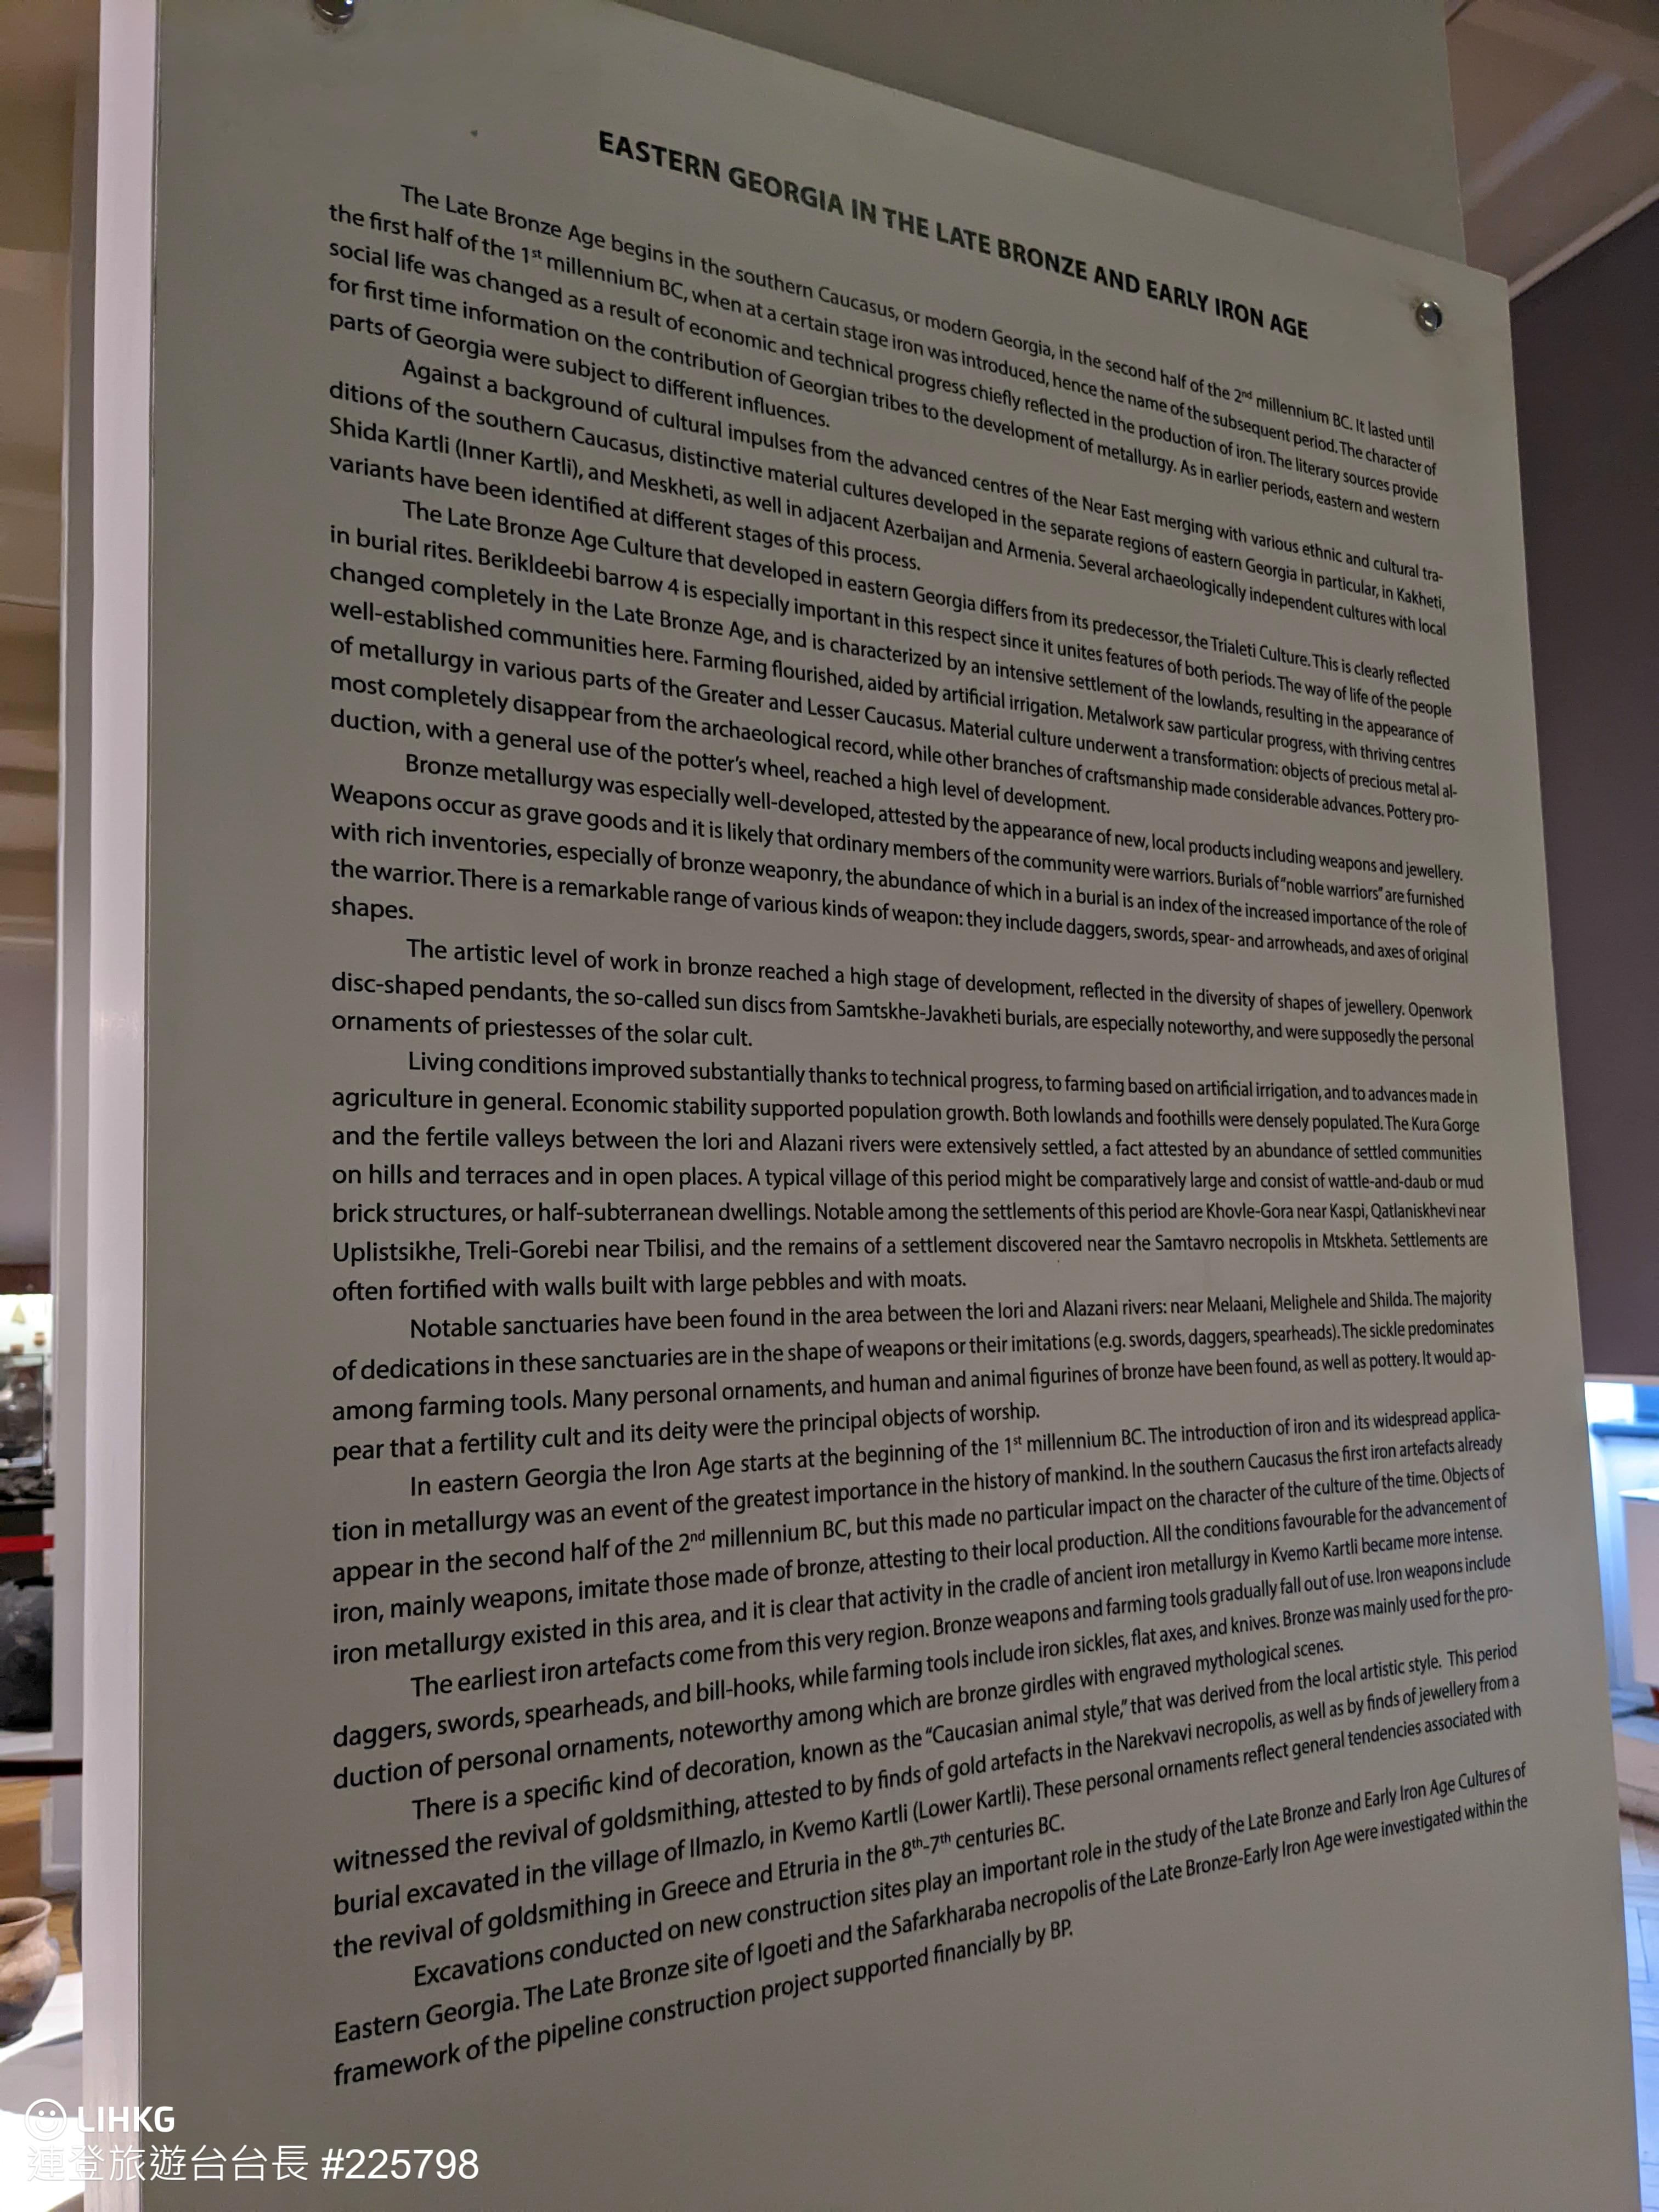 EASTERN GEORGIA IN THE LATE BRONZE AND EARLY IRON AGE
The Late Bronze Age begins in the southern Caucasus, or modern Georgia, in the second half of the 2nd millennium BC. It lasted until
the first half of the 1st millennium BC, when at a certain stage iron was introduced, hence the name of the subsequent period. The character of
social life was changed as a result of economic and technical progress chiefly reflected in the production of iron. The literary sources provide
for first time information on the contribution of Georgian tribes to the development of metallurgy. As in earlier periods, eastern and western
parts of Georgia were subject to different influences.
Against a background of cultural impulses from the advanced centres of the Near East merging with various ethnic and cultural tra-
ditions of the southern Caucasus, distinctive material cultures developed in the separate regions of eastern Georgia in particular, in Kakheti,
Shida Kartli (Inner Kartli), and Meskheti, as well in adjacent Azerbaijan and Armenia. Several archaeologically independent cultures with local
variants have been identified at different stages of this process.
The Late Bronze Age Culture that developed in eastern Georgia differs from its predecessor, the Trialeti Culture. This is clearly reflected
in burial rites. Berikldeebi barrow 4 is especially important in this respect since it unites features of both periods. The way of life of the people
changed completely in the Late Bronze Age, and is characterized by an intensive settlement of the lowlands, resulting in the appearance of
well-established communities here. Farming flourished, aided by artificial irrigation. Metalwork saw particular progress, with thriving centres
of metallurgy in various parts of the Greater and Lesser Caucasus. Material culture underwent a transformation: objects of precious metal al-
most completely disappear from the archaeological record, while other branches of craftsmanship made considerable advances. Pottery pro-
duction, with a general use of the potter's wheel, reached a high level of development.
Bronze metallurgy was especially well-developed, attested by the appearance of new, local products including weapons and jewellery.
Weapons occur as grave goods and it is likely that ordinary members of the community were warriors. Burials of "noble warriors" are furnished
with rich inventories, especially of bronze weaponry, the abundance of which in a burial is an index of the increased importance of the role of
the warrior. There is a remarkable range of various kinds of weapon: they include daggers, swords, spear- and arrowheads, and axes of original
shapes.
The artistic level of work in bronze reached a high stage of development, reflected in the diversity of shapes of jewellery. Openwork
disc-shaped pendants, the so-called sun discs from Samtskhe-Javakheti burials, are especially noteworthy, and were supposedly the personal
ornaments of priestesses of the solar cult.
Living conditions improved substantially thanks to technical progress, to farming based on artificial irrigation, and to advances made in
agriculture in general. Economic stability supported population growth. Both lowlands and foothills were densely populated. The Kura Gorge
and the fertile valleys between the Iori and Alazani rivers were extensively settled, a fact attested by an abundance of settled communities
on hills and terraces and in open places. A typical village of this period might be comparatively large and consist of wattle-and-daub or mud
brick structures, or half-subterranean dwellings. Notable among the settlements of this period are Khovle-Gora near Kaspi, Qatlaniskhevi near
Uplistsikhe, Treli-Gorebi near Tbilisi, and the remains of a settlement discovered near the Samtavro necropolis in Mtskheta. Settlements are
often fortified with walls built with large pebbles and with moats.
Notable sanctuaries have been found in the area between the Iori and Alazani rivers: near Melaani, Melighele and Shilda. The majority
of dedications in these sanctuaries are in the shape of weapons or their imitations (e.g. swords, daggers, spearheads). The sickle predominates
among farming tools. Many personal ornaments, and human and animal figurines of bronze have been found, as well as pottery. It would ap-
pear that a fertility cult and its deity were the principal objects of worship.
In eastern Georgia the Iron Age starts at the beginning of the 1st millennium BC. The introduction of iron and its widespread applica-
tion in metallurgy was an event of the greatest importance in the history of mankind. In the southern Caucasus the first iron artefacts already
appear in the second half of the 2nd millennium BC, but this made no particular impact on the character of the culture of the time. Objects of
iron, mainly weapons, imitate those made of bronze, attesting to their local production. All the conditions favourable for the advancement of
iron metallurgy existed in this area, and it is clear that activity in the cradle of ancient iron metallurgy in Kvemo Kartli became more intense.
The earliest iron artefacts come from this very region. Bronze weapons and farming tools gradually fall out of use. Iron weapons include
daggers, swords, spearheads, and bill-hooks, while farming tools include iron sickles, flat axes, and knives. Bronze was mainly used for the pro-
duction of personal ornaments, noteworthy among which are bronze girdles with engraved mythological scenes.
There is a specific kind of decoration, known as the "Caucasian animal style," that was derived from the local artistic style. This period
witnessed the revival of goldsmithing, attested to by finds of gold artefacts in the Narekvavi necropolis, as well as by finds of jewellery from a
burial excavated in the village of Ilmazlo, in Kvemo Kartli (Lower Kartli). These personal ornaments reflect general tendencies associated with
the revival of goldsmithing in Greece and Etruria in the 8th-7th centuries BC.
Excavations conducted on new construction sites play an important role in the study of the Late Bronze and Early Iron Age Cultures of
Eastern Georgia. The Late Bronze site of Igoeti and the Safarkharaba necropolis of the Late Bronze-Early Iron Age were investigated within the
framework of the pipeline construction project supported financially by BP.
LIHKG
連登旅遊台台長 #225798